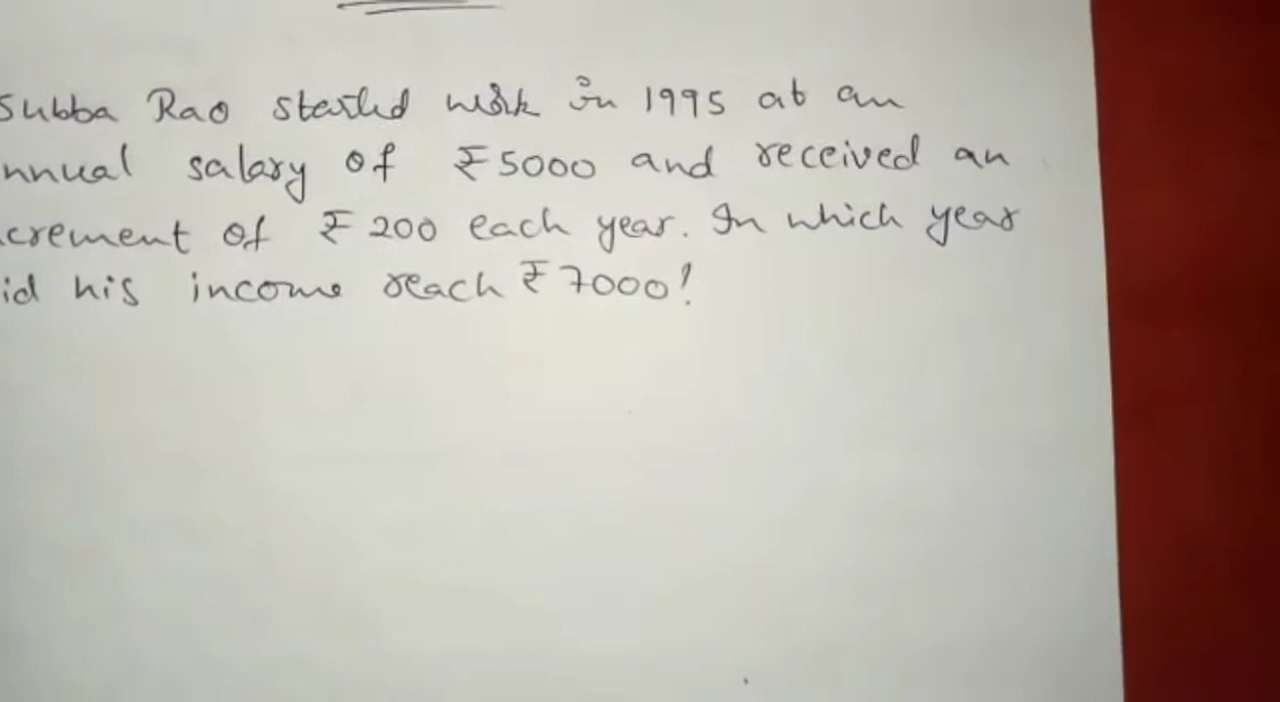 Subba Rao started work in 1995 at an
nnual salary of ₹5000 and received an
crement of ₹200 each year. In which year
id his income reach ₹7000?